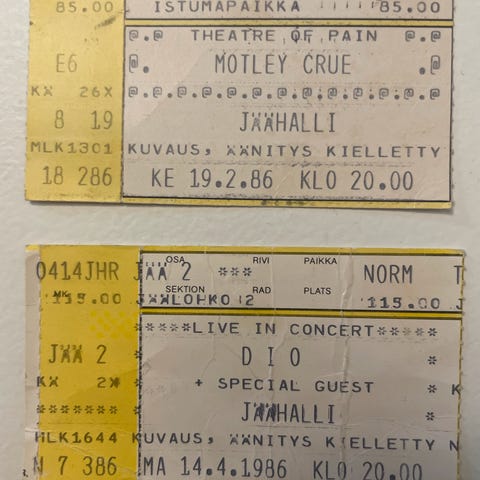 85.00 ISTUMAPAIKKA 85.00
@.@ THEATRE OF PAIN @.@
E6 @. MOTLEY CRUE .@
KX 26X @.@.@.@.@.@.@.@.@.@.@.@
8 19 JÄÄHALLI
MLK1301 KUVAUS, ÄÄNITYS KIELLETTY
18 286 KE 19.2.86 KLO 20.00
OSA RIVI PAIKKA
0414JHR JÄÄ 2 *** NORM T
MK SEKTION RAD PLATS
115.00 JÄÄLOHKO 2 115.00 J
****LIVE IN CONCERT*****
JÄÄ 2 * DIO *
KX 2X * + SPECIAL GUEST * K
******* * JÄÄHALLI *
MLK1644 KUVAUS, ÄÄNITYS KIELLETTY N
N 7 386 MA 14.4.1986 KLO 20.00